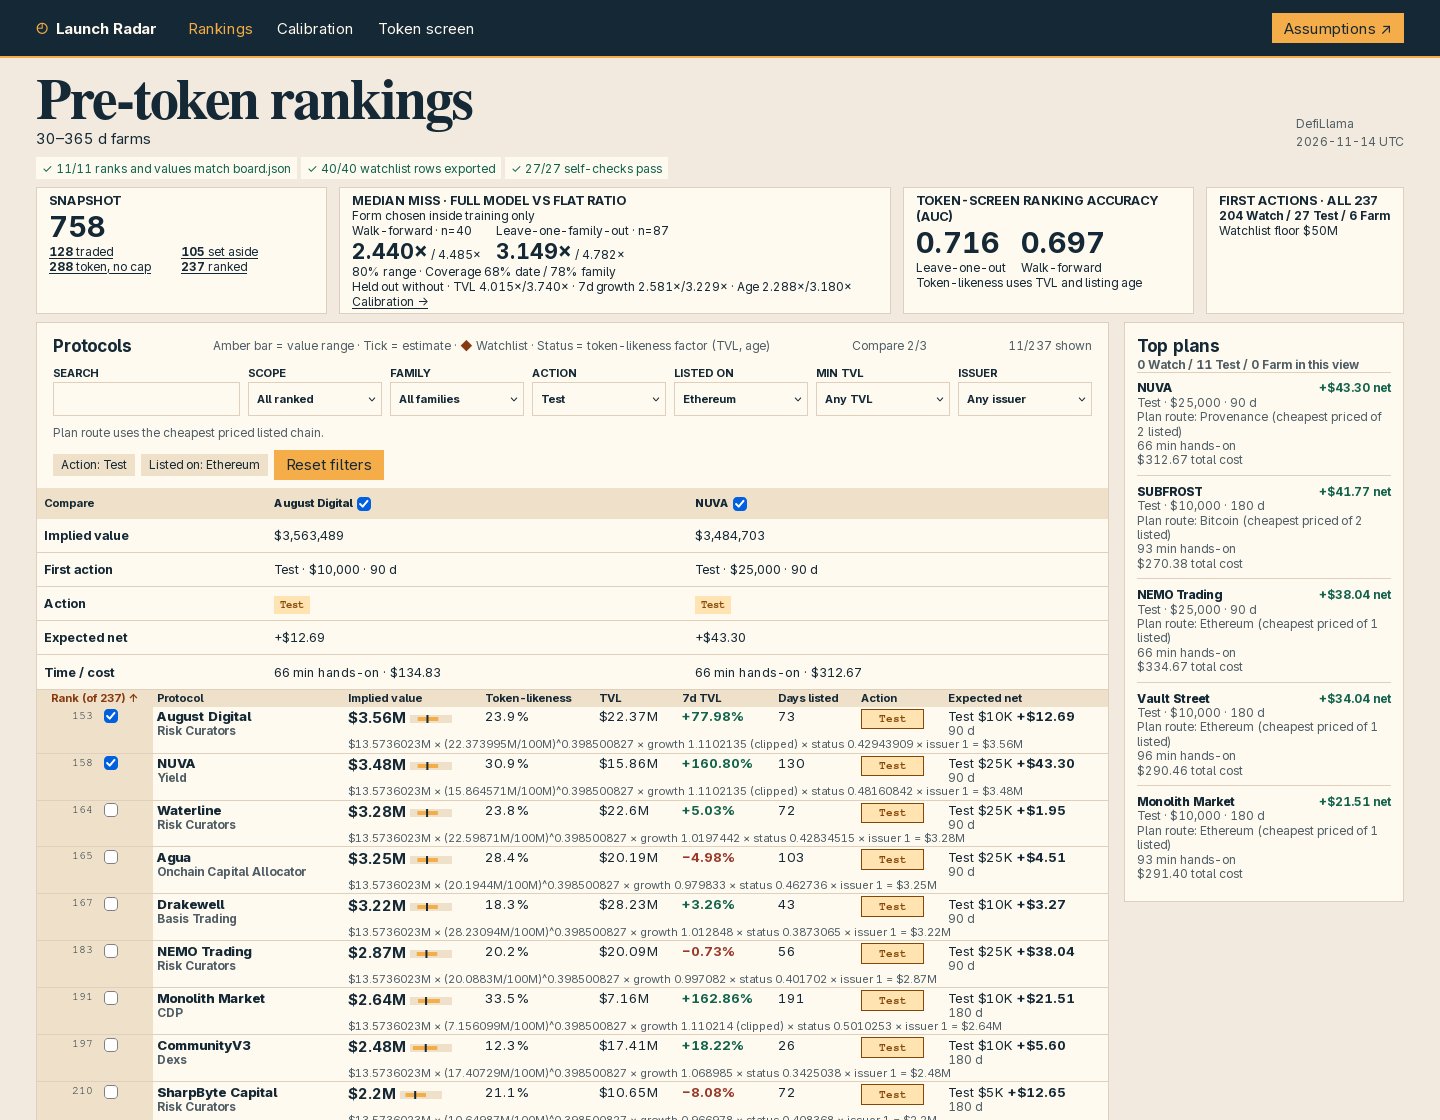 Launch Radar Rankings Calibration Token screen Assumptions ↗
Pre-token rankings
30–365 d farms
DefiLlama
2026-11-14 UTC
✓ 11/11 ranks and values match board.json ✓ 40/40 watchlist rows exported ✓ 27/27 self-checks pass
SNAPSHOT
758
128 traded 105 set aside
288 token, no cap 237 ranked
MEDIAN MISS · FULL MODEL VS FLAT RATIO
Form chosen inside training only
Walk-forward · n=40 Leave-one-family-out · n=87
2.440× / 4.485× 3.149× / 4.782×
80% range · Coverage 68% date / 78% family
Held out without · TVL 4.015×/3.740× · 7d growth 2.581×/3.229× · Age 2.288×/3.180×
Calibration →
TOKEN-SCREEN RANKING ACCURACY
(AUC)
0.716 0.697
Leave-one-out Walk-forward
Token-likeness uses TVL and listing age
FIRST ACTIONS · ALL 237
204 Watch / 27 Test / 6 Farm
Watchlist floor $50M
Protocols Amber bar = value range · Tick = estimate · ◆ Watchlist · Status = token-likeness factor (TVL, age) Compare 2/3 11/237 shown
SEARCH SCOPE FAMILY ACTION LISTED ON MIN TVL ISSUER
All ranked All families Test Ethereum Any TVL Any issuer
Plan route uses the cheapest priced listed chain.
Action: Test Listed on: Ethereum Reset filters
Compare August Digital NUVA
Implied value $3,563,489 $3,484,703
First action Test · $10,000 · 90 d Test · $25,000 · 90 d
Action Test Test
Expected net +$12.69 +$43.30
Time / cost 66 min hands-on · $134.83 66 min hands-on · $312.67
Rank (of 237) ↑ Protocol Implied value Token-likeness TVL 7d TVL Days listed Action Expected net
153 August Digital $3.56M 23.9% $22.37M +77.98% 73 Test Test $10K +$12.69
Risk Curators 90 d
$13.5736023M × (22.373995M/100M)^0.398500827 × growth 1.1102135 (clipped) × status 0.42943909 × issuer 1 = $3.56M
158 NUVA $3.48M 30.9% $15.86M +160.80% 130 Test Test $25K +$43.30
Yield 90 d
$13.5736023M × (15.864571M/100M)^0.398500827 × growth 1.1102135 (clipped) × status 0.48160842 × issuer 1 = $3.48M
164 Waterline $3.28M 23.8% $22.6M +5.03% 72 Test Test $25K +$1.95
Risk Curators 90 d
$13.5736023M × (22.59871M/100M)^0.398500827 × growth 1.0197442 × status 0.42834515 × issuer 1 = $3.28M
165 Agua $3.25M 28.4% $20.19M −4.98% 103 Test Test $25K +$4.51
Onchain Capital Allocator 90 d
$13.5736023M × (20.1944M/100M)^0.398500827 × growth 0.979833 × status 0.462736 × issuer 1 = $3.25M
167 Drakewell $3.22M 18.3% $28.23M +3.26% 43 Test Test $10K +$3.27
Basis Trading 90 d
$13.5736023M × (28.23094M/100M)^0.398500827 × growth 1.012848 × status 0.3873065 × issuer 1 = $3.22M
183 NEMO Trading $2.87M 20.2% $20.09M −0.73% 56 Test Test $25K +$38.04
Risk Curators 90 d
$13.5736023M × (20.0883M/100M)^0.398500827 × growth 0.997082 × status 0.401702 × issuer 1 = $2.87M
191 Monolith Market $2.64M 33.5% $7.16M +162.86% 191 Test Test $10K +$21.51
CDP 180 d
$13.5736023M × (7.156099M/100M)^0.398500827 × growth 1.110214 (clipped) × status 0.5010253 × issuer 1 = $2.64M
197 CommunityV3 $2.48M 12.3% $17.41M +18.22% 26 Test Test $10K +$5.60
Dexs 180 d
$13.5736023M × (17.40729M/100M)^0.398500827 × growth 1.068985 × status 0.3425038 × issuer 1 = $2.48M
210 SharpByte Capital $2.2M 21.1% $10.65M −8.08% 72 Test Test $5K +$12.65
Risk Curators 180 d
Top plans
0 Watch / 11 Test / 0 Farm in this view
NUVA +$43.30 net
Test · $25,000 · 90 d
Plan route: Provenance (cheapest priced of
2 listed)
66 min hands-on
$312.67 total cost
SUBFROST +$41.77 net
Test · $10,000 · 180 d
Plan route: Bitcoin (cheapest priced of 2
listed)
93 min hands-on
$270.38 total cost
NEMO Trading +$38.04 net
Test · $25,000 · 90 d
Plan route: Ethereum (cheapest priced of 1
listed)
66 min hands-on
$334.67 total cost
Vault Street +$34.04 net
Test · $10,000 · 180 d
Plan route: Ethereum (cheapest priced of 1
listed)
96 min hands-on
$290.46 total cost
Monolith Market +$21.51 net
Test · $10,000 · 180 d
Plan route: Ethereum (cheapest priced of 1
listed)
93 min hands-on
$291.40 total cost